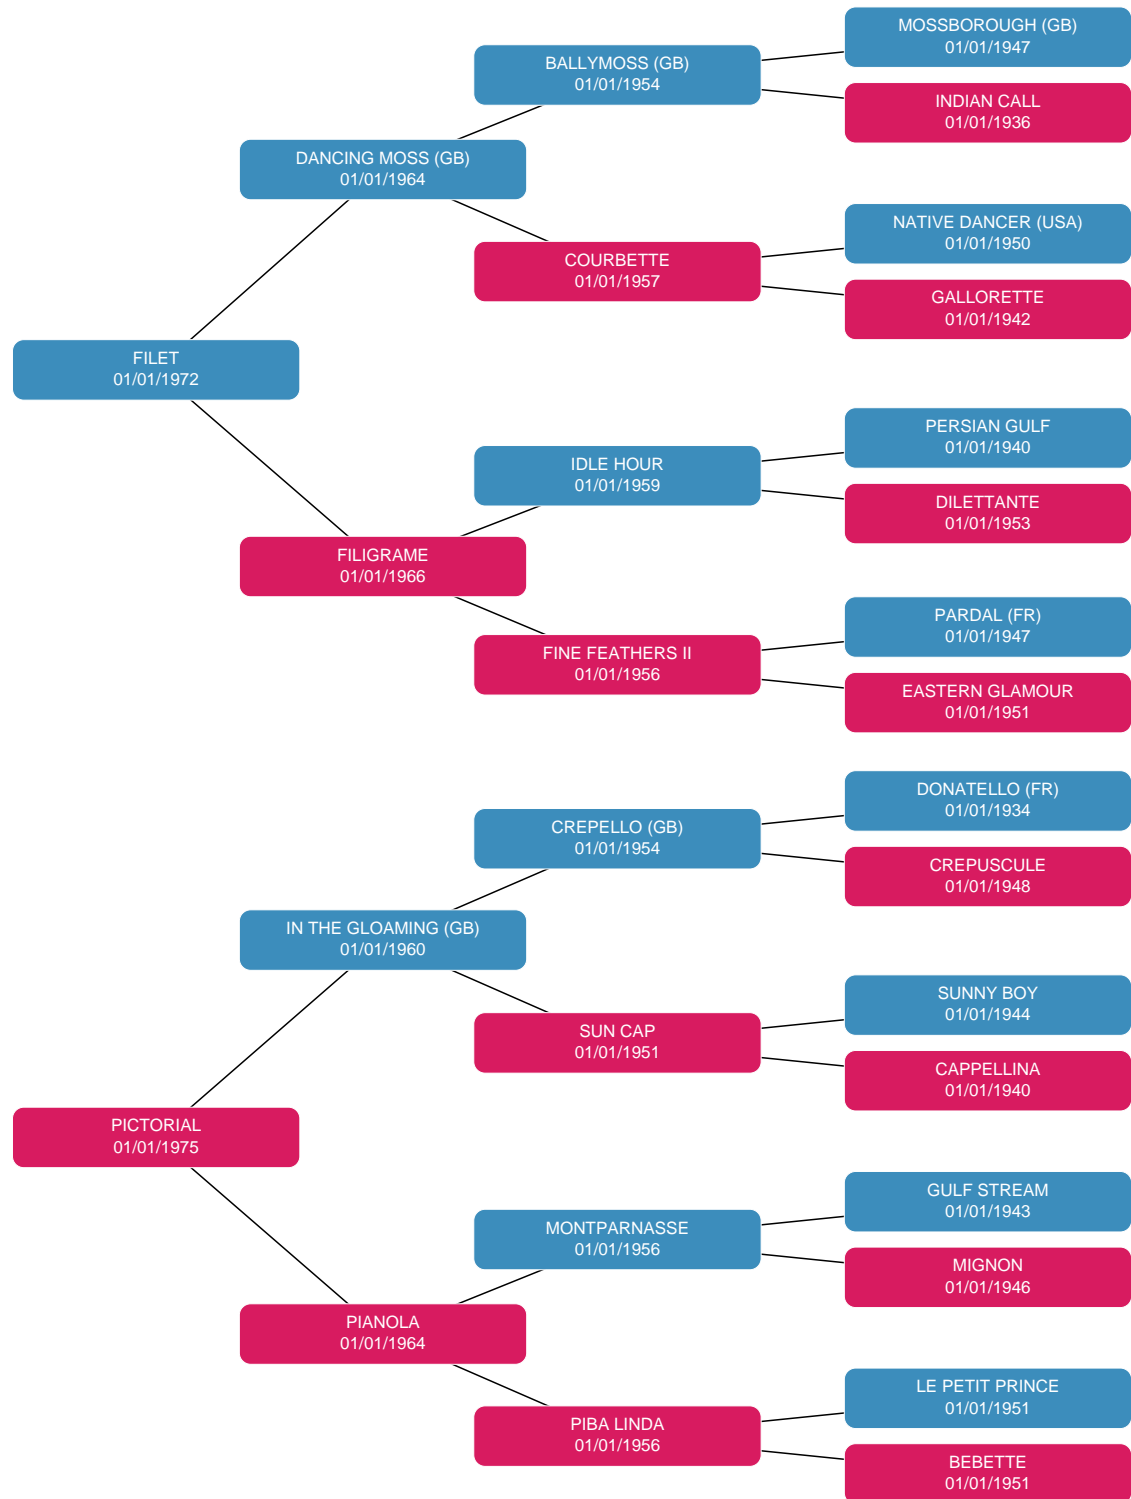 MOSSBOROUGH (GB)
01/01/1947
BALLYMOSS (GB)
01/01/1954
INDIAN CALL
01/01/1936
DANCING MOSS (GB)
01/01/1964
NATIVE DANCER (USA)
01/01/1950
COURBETTE
01/01/1957
GALLORETTE
01/01/1942
FILET
01/01/1972
PERSIAN GULF
01/01/1940
IDLE HOUR
01/01/1959
DILETTANTE
01/01/1953
FILIGRAME
01/01/1966
PARDAL (FR)
01/01/1947
FINE FEATHERS II
01/01/1956
EASTERN GLAMOUR
01/01/1951
DONATELLO (FR)
01/01/1934
CREPELLO (GB)
01/01/1954
CREPUSCULE
01/01/1948
IN THE GLOAMING (GB)
01/01/1960
SUNNY BOY
01/01/1944
SUN CAP
01/01/1951
CAPPELLINA
01/01/1940
PICTORIAL
01/01/1975
GULF STREAM
01/01/1943
MONTPARNASSE
01/01/1956
MIGNON
01/01/1946
PIANOLA
01/01/1964
LE PETIT PRINCE
01/01/1951
PIBA LINDA
01/01/1956
BEBETTE
01/01/1951